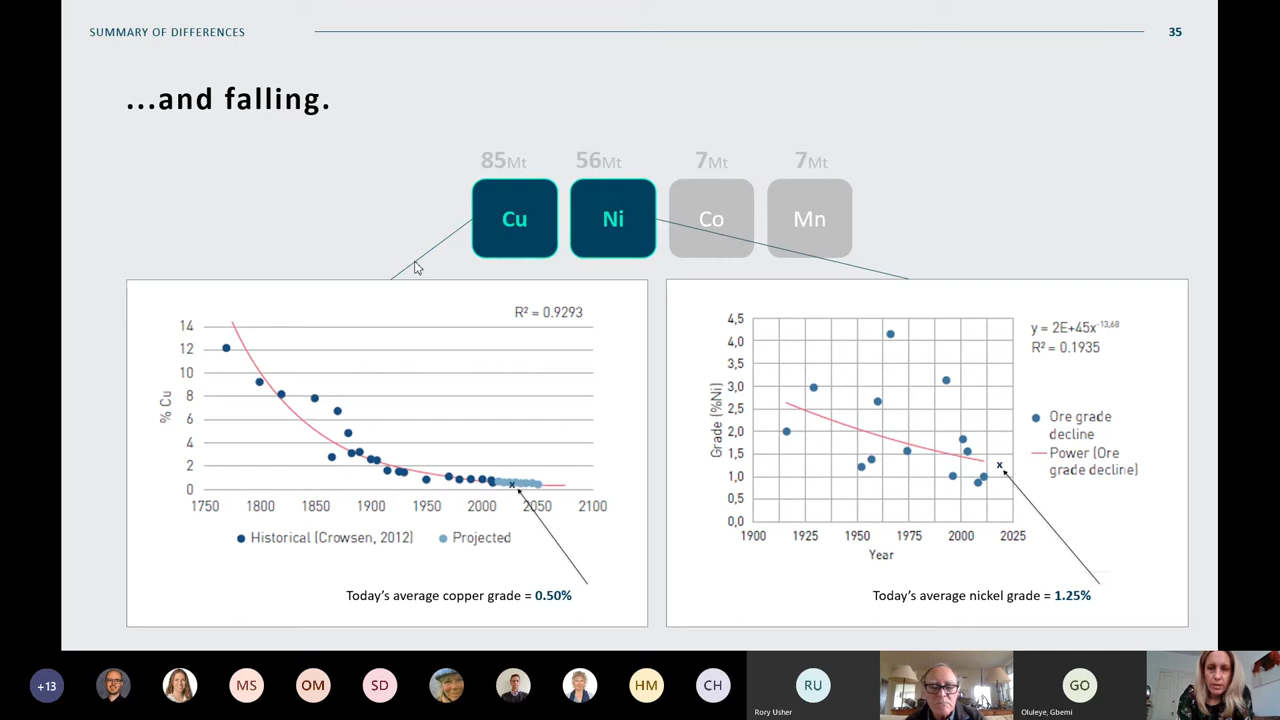 SUMMARY OF DIFFERENCES
35
...and falling.
85Mt 56Mt 7Mt 7Mt
Cu Ni Co Mn
R² = 0.9293
14
12
10
8
6
4
2
0
% Cu
1750 1800 1850 1900 1950 2000 2050 2100
Historical (Crowsen, 2012) Projected
x
Today's average copper grade = 0.50%
4,5
4,0
3,5
3,0
2,5
2,0
1,5
1,0
0,5
0,0
Grade (%Ni)
1900 1925 1950 1975 2000 2025
Year
y = 2E+45x-13,68
R² = 0.1935
Ore grade
decline
Power (Ore
grade decline)
x
Today's average nickel grade = 1.25%
+13 MS OM SD HM CH RU GO
Rory Usher
Oluleye, Gbemi